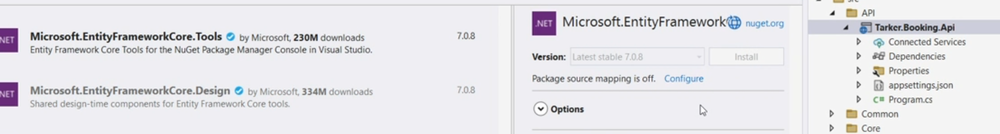 NET
Microsoft.EntityFrameworkCore.Tools by Microsoft, 230M downloads
7.0.8
Entity Framework Core Tools for the NuGet Package Manager Console in Visual Studio.
NET
Microsoft.EntityFrameworkCore.Design by Microsoft, 334M downloads
7.0.8
Shared design-time components for Entity Framework Core tools.
.NET
Microsoft.EntityFramework
nuget.org
Version: Latest stable 7.0.8
Install
Package source mapping is off. Configure
Options
src
API
Tarker.Booking.Api
Connected Services
Dependencies
Properties
appsettings.json
C# Program.cs
Common
Core